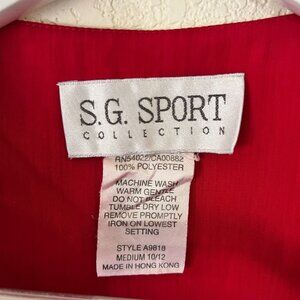 S.G. SPORT
COLLECTION
RN54022/CA00882
100% POLYESTER
MACHINE WASH
WARM GENTLE
DO NOT BLEACH
TUMBLE DRY LOW
REMOVE PROMPTLY
IRON ON LOWEST
SETTING
STYLE A9818
MEDIUM 10/12
MADE IN HONG KONG